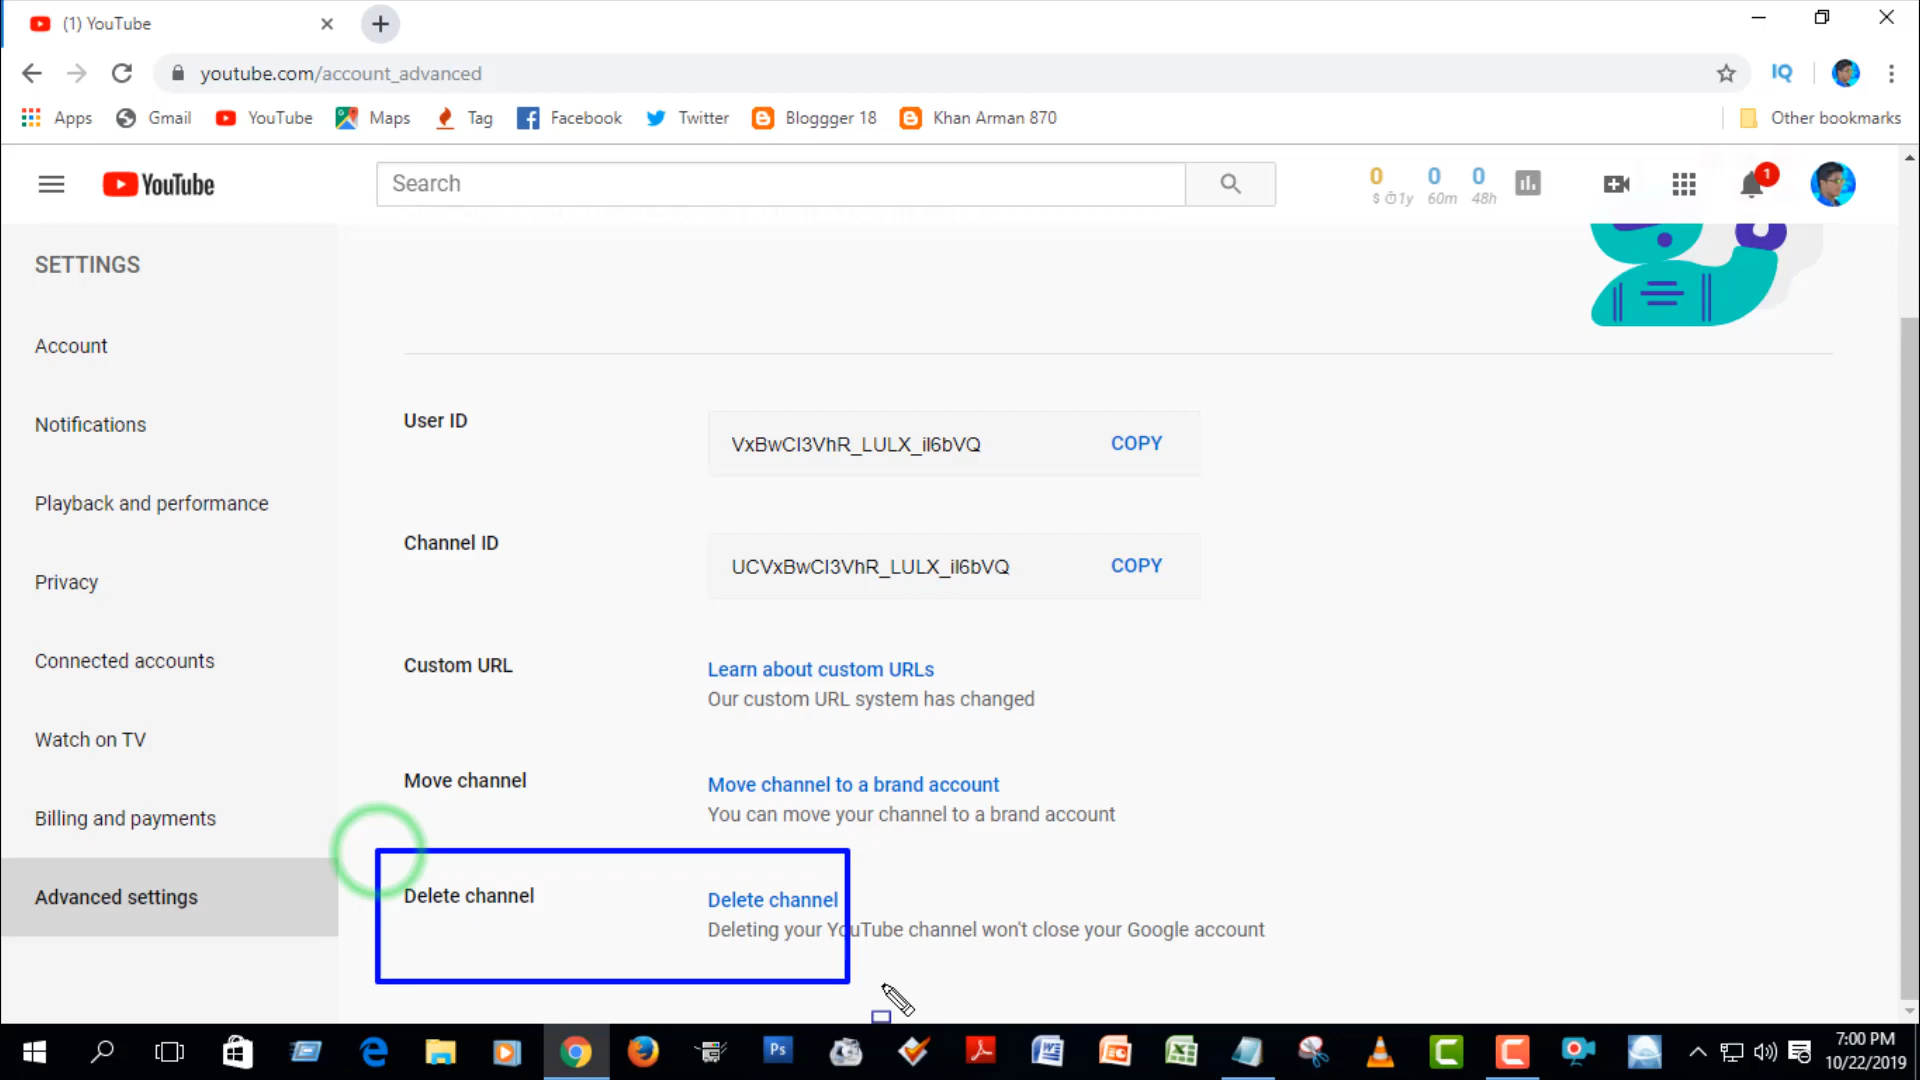 (1) YouTube
youtube.com/account_advanced
IQ
Apps Gmail YouTube Maps Tag Facebook Twitter Bloggger 18 Khan Arman 870 Other bookmarks
YouTube
Search
0 0 0
$ 1y 60m 48h
1
SETTINGS
Account
Notifications
Playback and performance
Privacy
Connected accounts
Watch on TV
Billing and payments
Advanced settings
User ID
VxBwCI3VhR_LULX_iI6bVQ COPY
Channel ID
UCVxBwCI3VhR_LULX_iI6bVQ COPY
Custom URL
Learn about custom URLs
Our custom URL system has changed
Move channel
Move channel to a brand account
You can move your channel to a brand account
Delete channel
Delete channel
Deleting your YouTube channel won't close your Google account
Ps
7:00 PM
10/22/2019